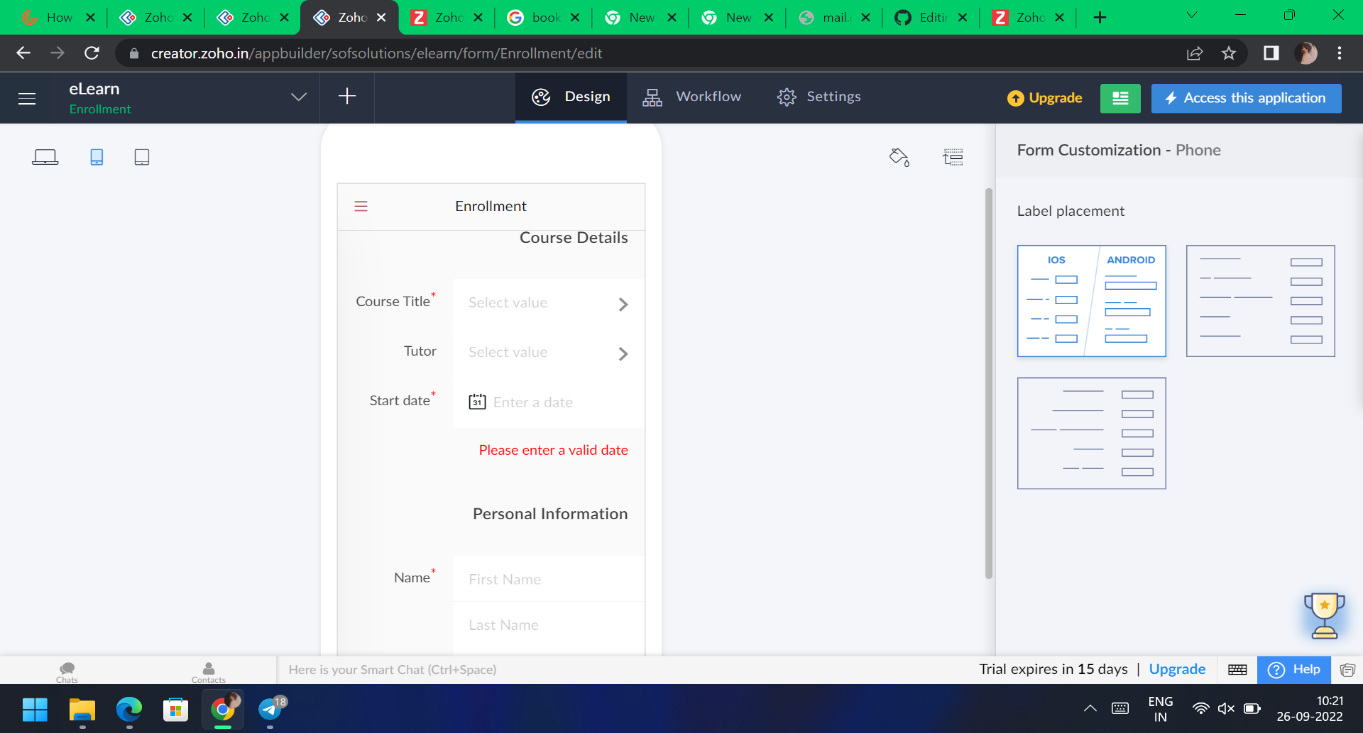 How
Zoho
Zoho
Zoho
Zoho
book
New
New
mail.
Editin
Zoho
creator.zoho.in/appbuilder/sofsolutions/elearn/form/Enrollment/edit
eLearn
Enrollment
Design
Workflow
Settings
Upgrade
Access this application
Form Customization - Phone
Label placement
IOS
ANDROID
Enrollment
Course Details
Course Title*
Select value
Tutor
Select value
Start date*
31
Enter a date
Please enter a valid date
Personal Information
Name*
First Name
Last Name
Chats
Contacts
Here is your Smart Chat (Ctrl+Space)
Trial expires in 15 days | Upgrade
Help
18
ENG
IN
10:21
26-09-2022